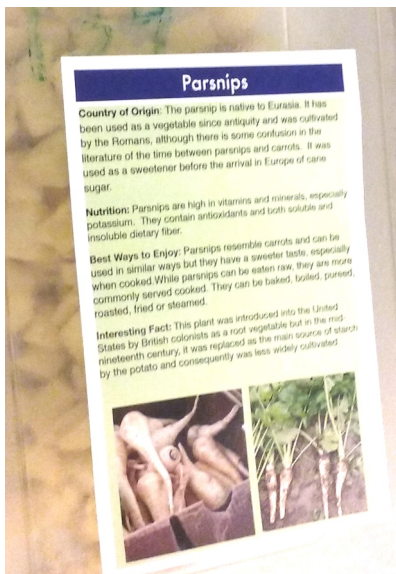 Parsnips
Country of Origin: The parsnip is native to Eurasia. It has
been used as a vegetable since antiquity and was cultivated
by the Romans, although there is some confusion in the
literature of the time between parsnips and carrots. It was
used as a sweetener before the arrival in Europe of cane
sugar.
Nutrition: Parsnips are high in vitamins and minerals, especially
potassium. They contain antioxidants and both soluble and
insoluble dietary fiber.
Best Ways to Enjoy: Parsnips resemble carrots and can be
used in similar ways but they have a sweeter taste, especially
when cooked.While parsnips can be eaten raw, they are more
commonly served cooked. They can be baked, boiled, pureed,
roasted, fried or steamed.
Interesting Fact: This plant was introduced into the United
States by British colonists as a root vegetable but in the mid-
nineteenth century, it was replaced as the main source of starch
by the potato and consequently was less widely cultivated